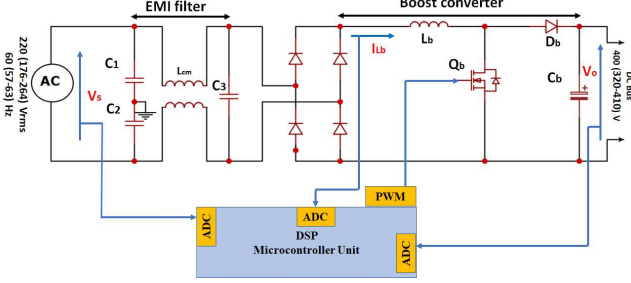 EMI filter
Boost converter
220 (176-264) Vrms
60 (57-63) Hz
AC
Vs
C1
C2
Lcm
C3
ILb
Lb
Qb
Db
Cb
+
Vo
DC Bus
400 (320-410) V
PWM
ADC
ADC
ADC
DSP
Microcontroller Unit